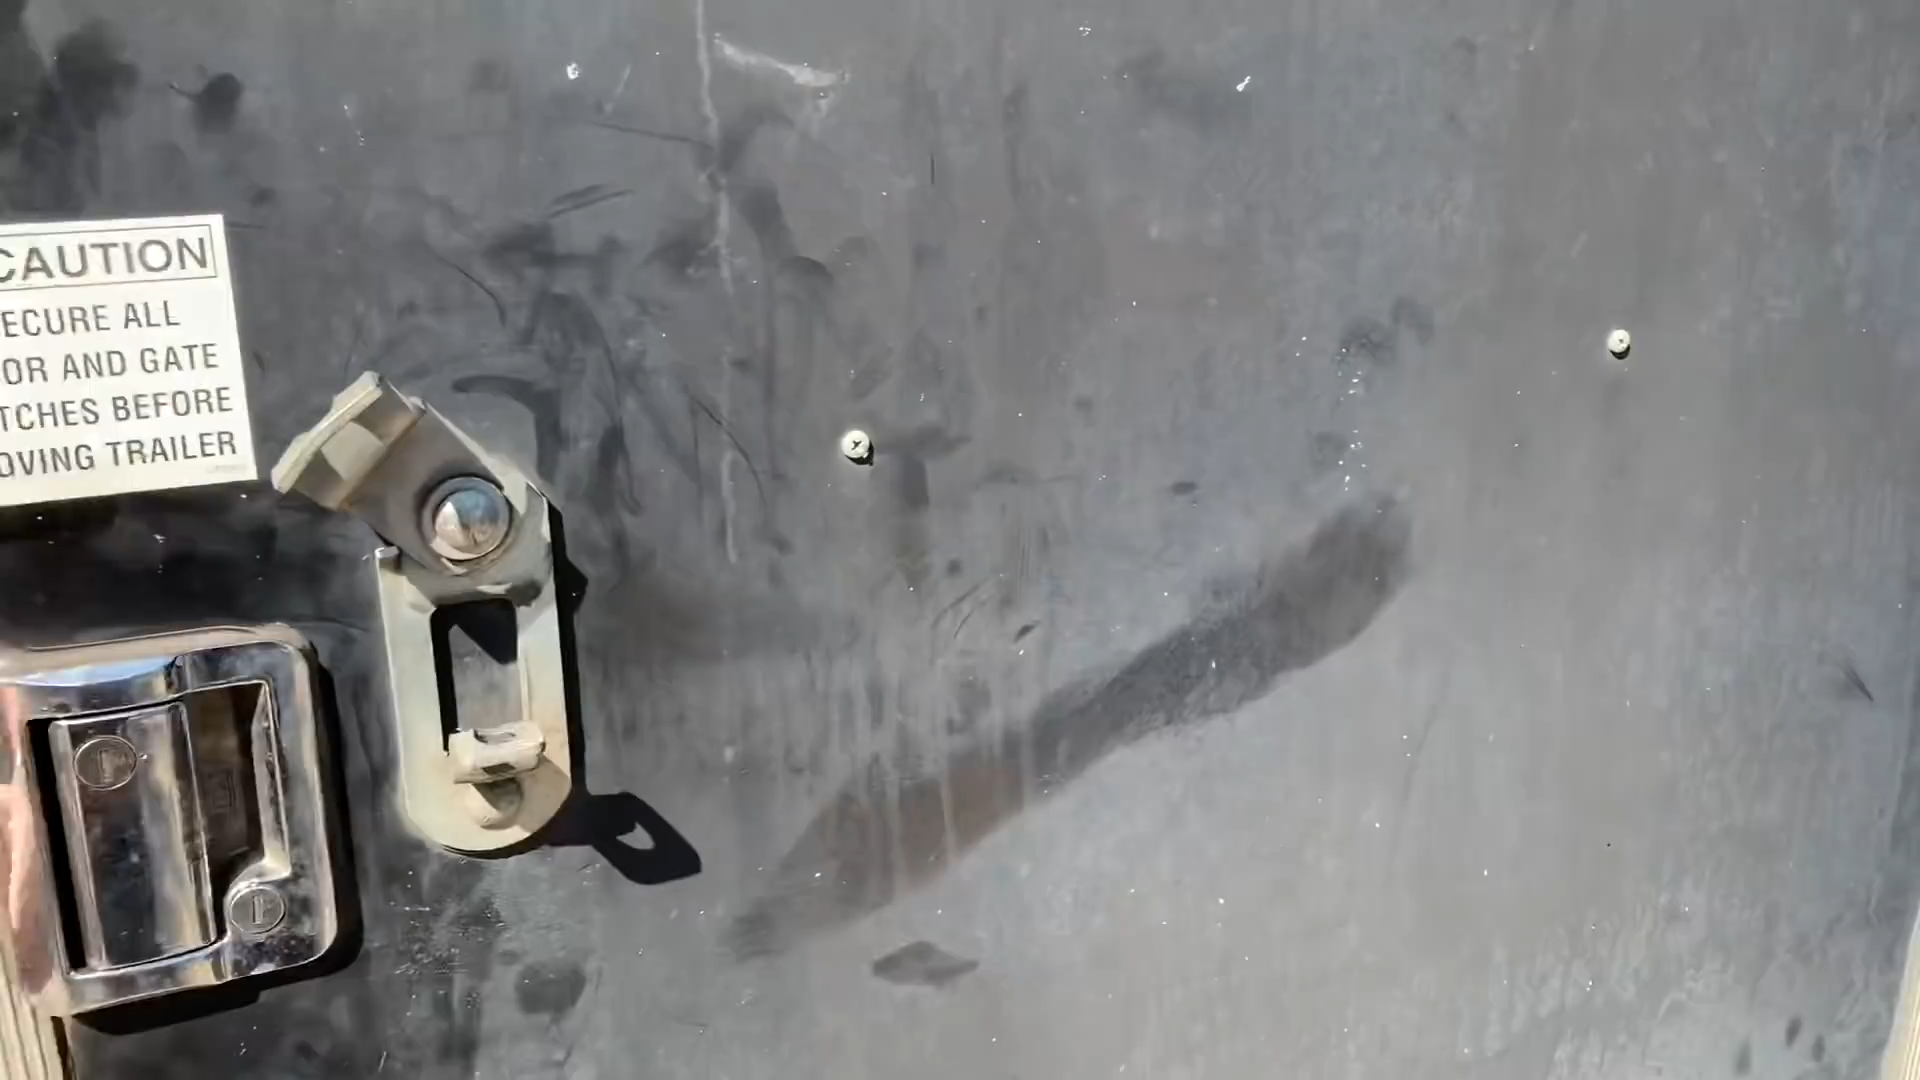 CAUTION
ECURE ALL
OR AND GATE
TCHES BEFORE
OVING TRAILER